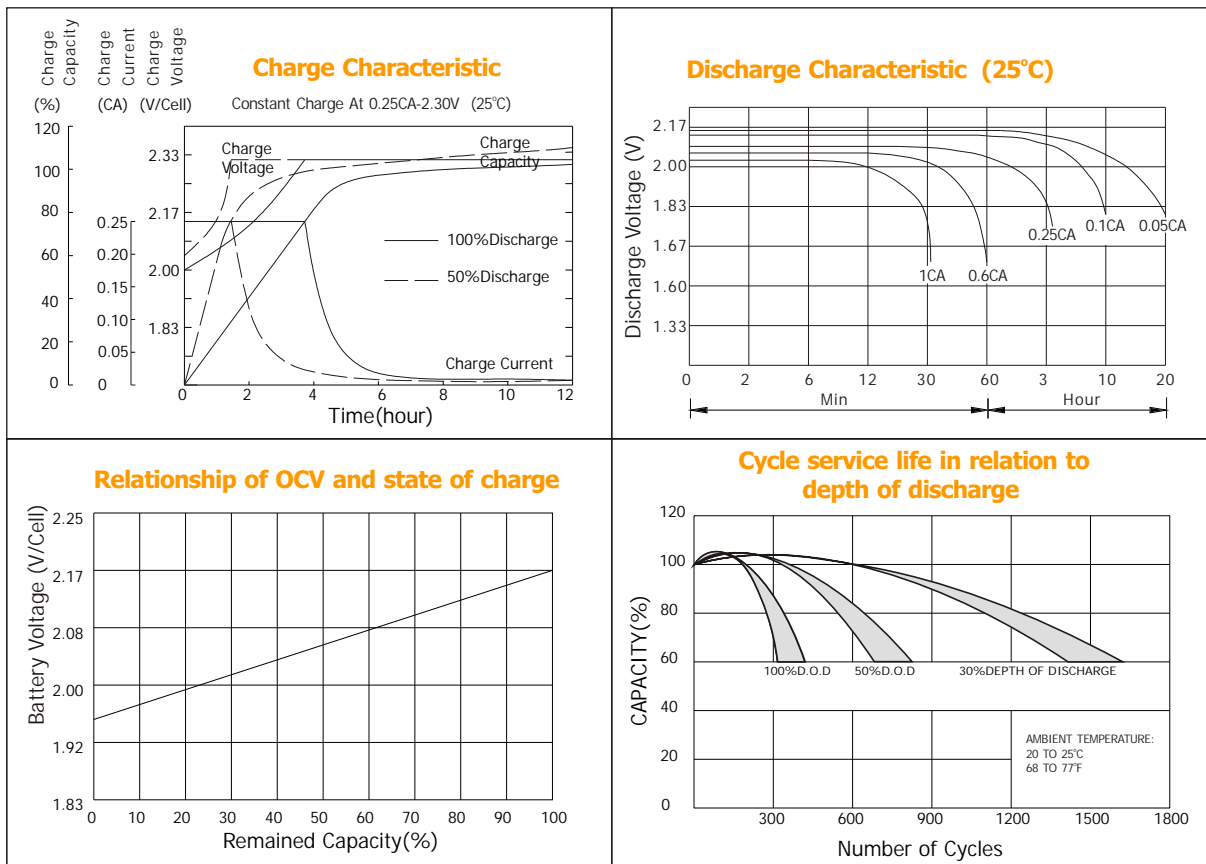 Charge Capacity
Charge Current
Charge Voltage
(%) (CA) (V/Cell)
Charge Characteristic
Constant Charge At 0.25CA-2.30V (25°C)
120
100
80
60
40
20
0
0.25
0.20
0.15
0.10
0.05
0
2.33
2.17
2.00
1.83
Charge
Voltage
Charge
Capacity
100%Discharge
50%Discharge
Charge Current
0 2 4 6 8 10 12
Time(hour)
Discharge Characteristic (25°C)
Discharge Voltage (V)
2.17
2.00
1.83
1.67
1.60
1.33
1CA
0.6CA
0.25CA
0.1CA
0.05CA
0 2 6 12 30 60 3 10 20
Min Hour
Relationship of OCV and state of charge
Battery Voltage (V/Cell)
2.25
2.17
2.08
2.00
1.92
1.83
0 10 20 30 40 50 60 70 80 90 100
Remained Capacity(%)
Cycle service life in relation to
depth of discharge
CAPACITY(%)
120
100
80
60
40
20
0
100%D.O.D 50%D.O.D 30%DEPTH OF DISCHARGE
AMBIENT TEMPERATURE:
20 TO 25°C
68 TO 77°F
300 600 900 1200 1500 1800
Number of Cycles